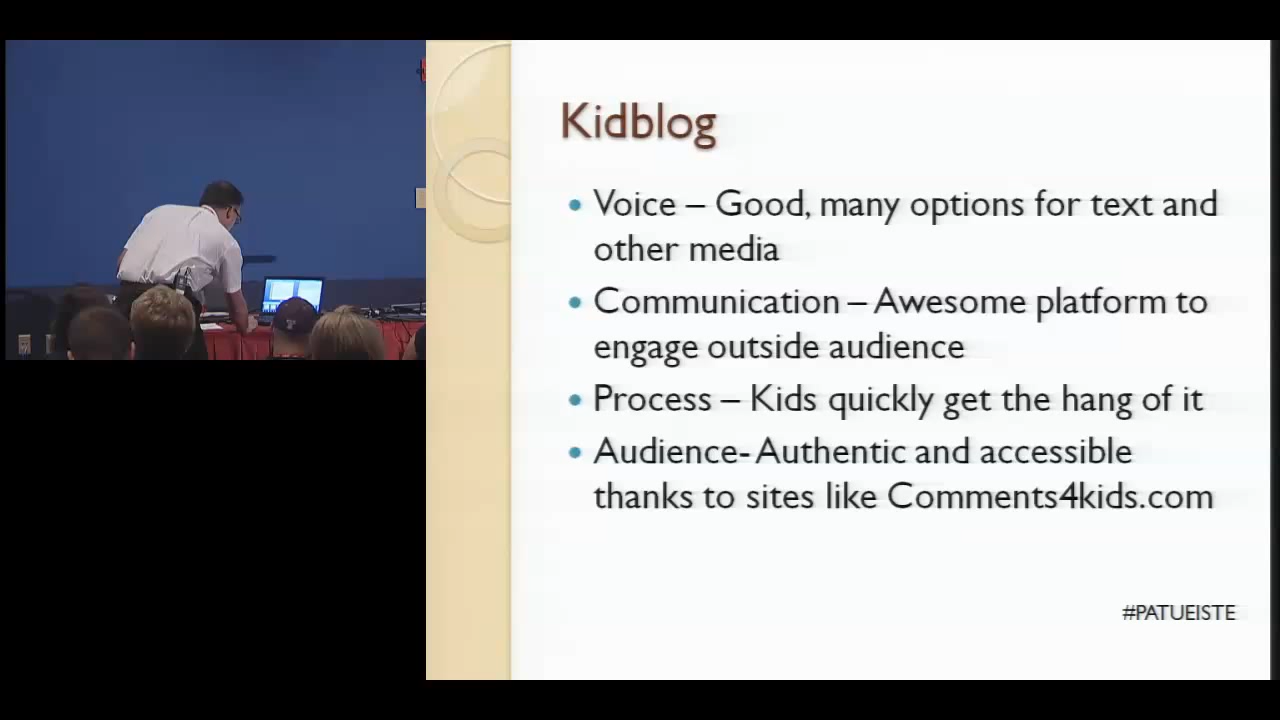 Kidblog
• Voice – Good, many options for text and
other media
• Communication – Awesome platform to
engage outside audience
• Process – Kids quickly get the hang of it
• Audience- Authentic and accessible
thanks to sites like Comments4kids.com
#PATUEISTE